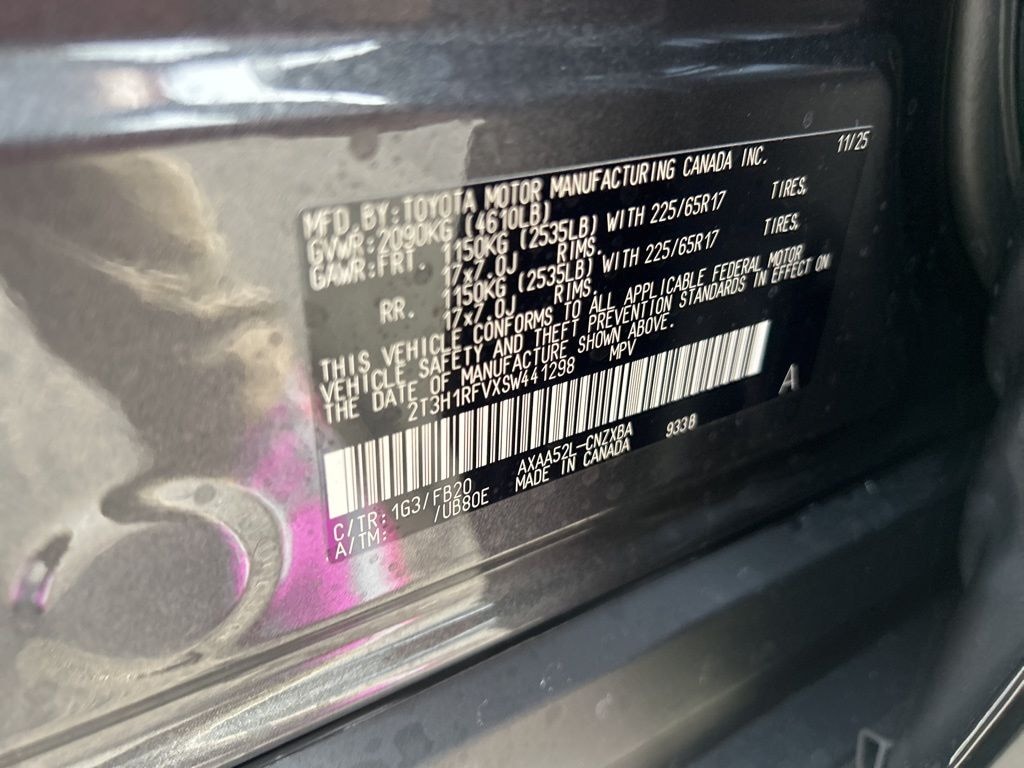 11/25
MFD. BY: TOYOTA MOTOR MANUFACTURING CANADA INC.
GVWR: 2090KG (4610LB)
GAWR: FRT. 1150KG (2535LB) WITH 225/65R17 TIRES,
17x7.0J RIMS.
RR. 1150KG (2535LB) WITH 225/65R17 TIRES,
17x7.0J RIMS.
THIS VEHICLE CONFORMS TO ALL APPLICABLE FEDERAL MOTOR
VEHICLE SAFETY AND THEFT PREVENTION STANDARDS IN EFFECT ON
THE DATE OF MANUFACTURE SHOWN ABOVE.
2T3H1RFVXSW441298 MPV
A
C/TR: 1G3/FB20 AXAA52L-CNZXBA 9338
A/TM: /UB80E MADE IN CANADA